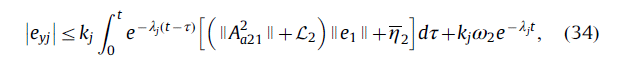 |e_{yj}| ≤ k_j ∫_0^t e^{-λ_j(t-τ)} [ ( ‖A_{a21}^2‖ + 𝓛_2 ) ‖e_1‖ + η̅_2 ] dτ + k_j ω_2 e^{-λ_j t}, (34)